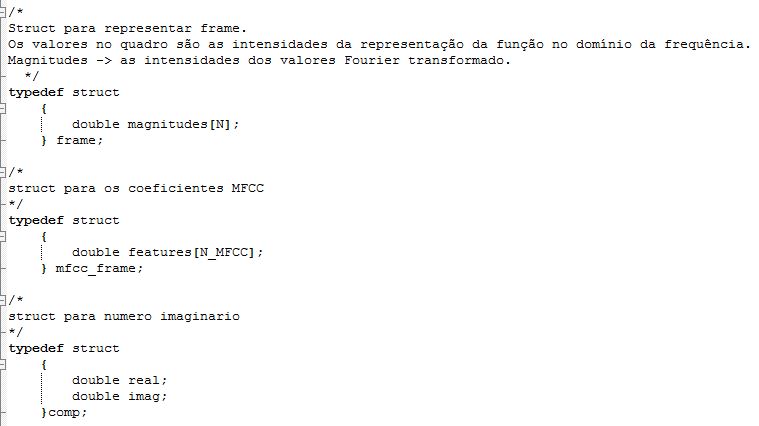 /*
Struct para representar frame.
Os valores no quadro são as intensidades da representação da função no domínio da frequência.
Magnitudes -> as intensidades dos valores Fourier transformado.
*/
typedef struct
{
double magnitudes[N];
} frame;
/*
struct para os coeficientes MFCC
*/
typedef struct
{
double features[N_MFCC];
} mfcc_frame;
/*
struct para numero imaginario
*/
typedef struct
{
double real;
double imag;
}comp;